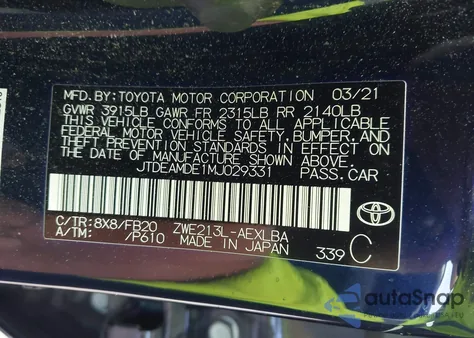 MFD.BY:TOYOTA MOTOR CORPORATION 03/21
GVWR 3915LB GAWR FR 2315LB RR 2140LB
THIS VEHICLE CONFORMS TO ALL APPLICABLE
FEDERAL MOTOR VEHICLE SAFETY,BUMPER,AND
THEFT PREVENTION STANDARDS IN EFFECT ON
THE DATE OF MANUFACTURE SHOWN ABOVE.
JTDEAMDE1MJ029331 PASS.CAR
C/TR:8X8/FB20 ZWE213L-AEXLBA
A/TM: /P610 MADE IN JAPAN 339 C
autoSnap